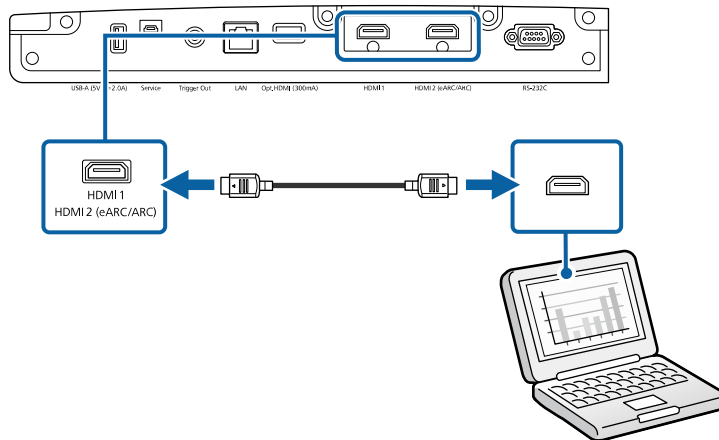 USB-A (5V 2.0A) Service Trigger Out LAN Opt.HDMI (300mA) HDMI 1 HDMI 2 (eARC/ARC) RS-232C
HDMI 1
HDMI 2 (eARC/ARC)